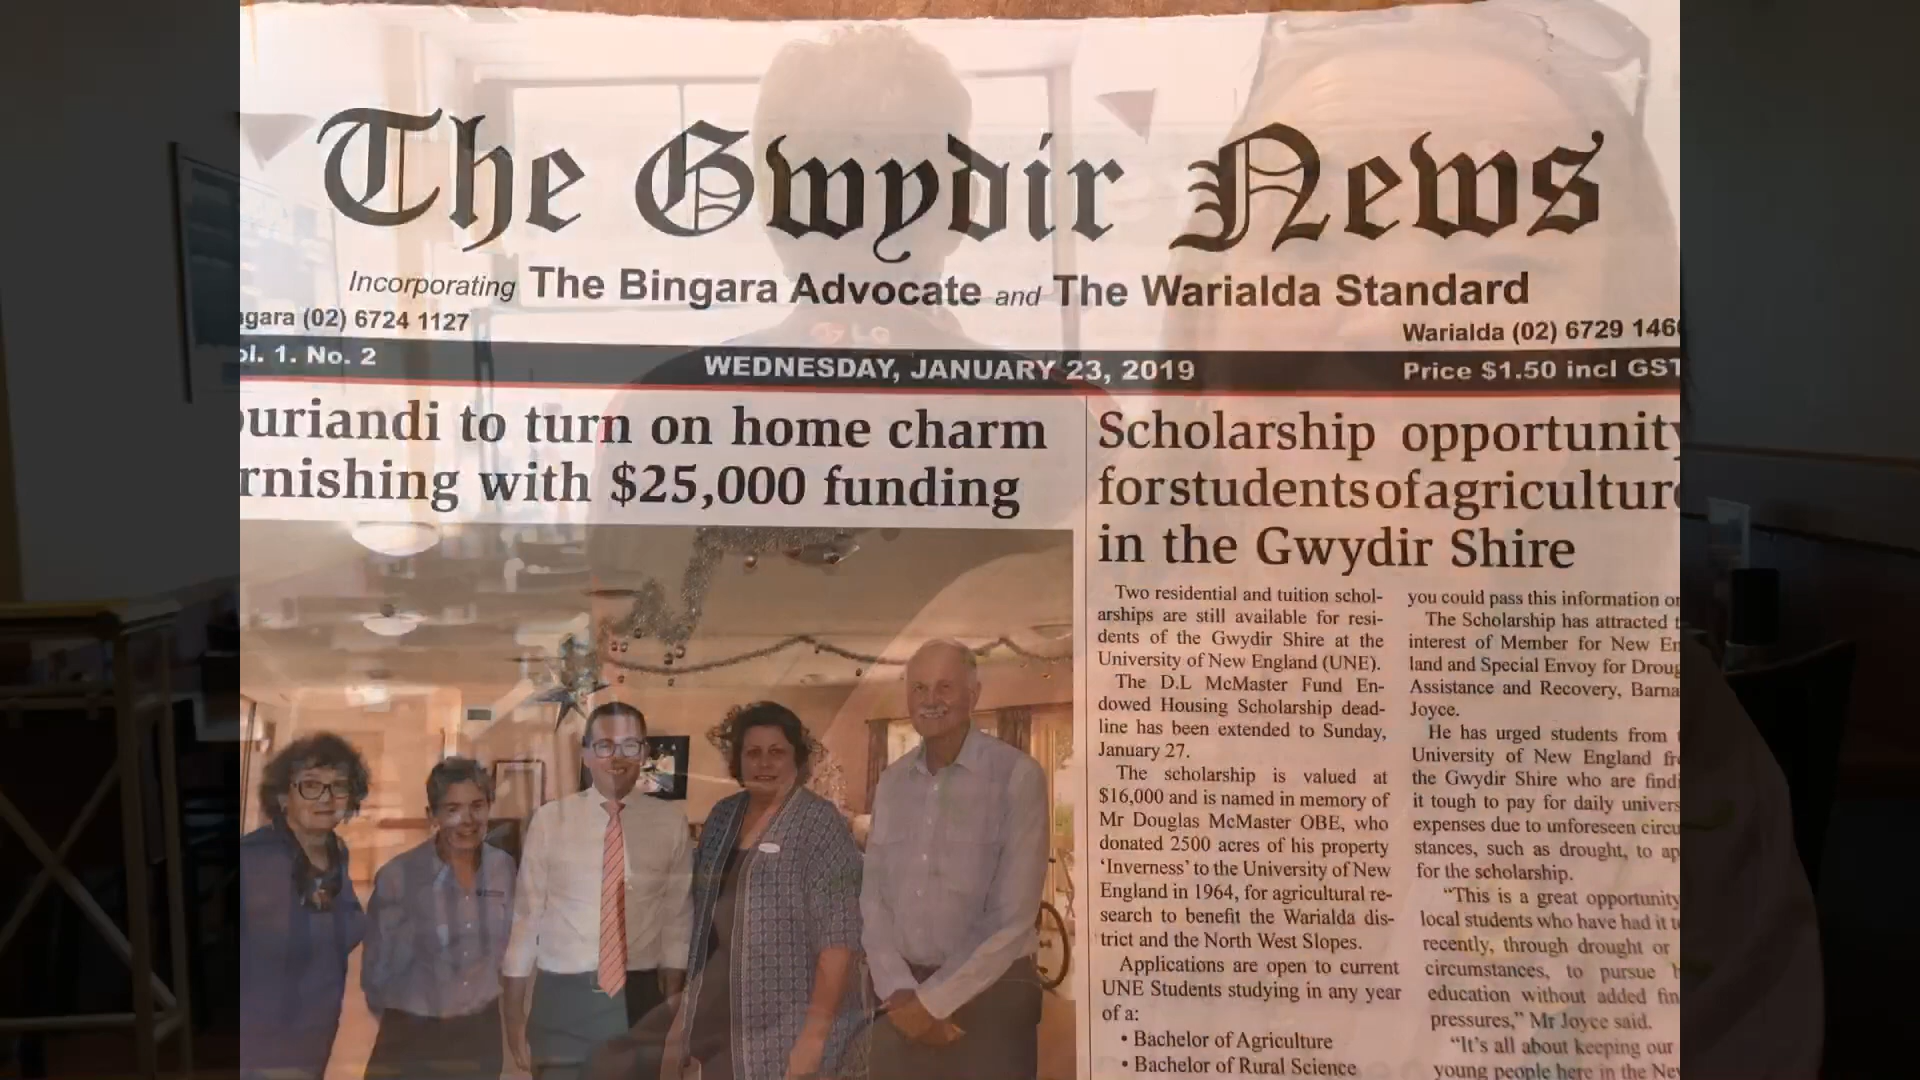 The Gwydir News
Incorporating The Bingara Advocate and The Warialda Standard
(02) 6724 1127
Warialda (02) 6729 146
No. 2
WEDNESDAY, JANUARY 23, 2019
Price $1.50 incl GST
to turn on home charm
with $25,000 funding
LG
Scholarship opportunity
for students of agriculture
in the Gwydir Shire
Two residential and tuition schol-
arships are still available for resi-
dents of the Gwydir Shire at the
University of New England (UNE).
The D.L McMaster Fund En-
dowed Housing Scholarship dead-
line has been extended to Sunday,
January 27.
The scholarship is valued at
$16,000 and is named in memory of
Mr Douglas McMaster OBE, who
donated 2500 acres of his property
‘Inverness’ to the University of New
England in 1964, for agricultural re-
search to benefit the Warialda dis-
trict and the North West Slopes.
Applications are open to current
UNE Students studying in any year
of a:
• Bachelor of Agriculture
• Bachelor of Rural Science
you could pass this information on
The Scholarship has attracted
interest of Member for New En
land and Special Envoy for Droug
Assistance and Recovery, Barna
Joyce.
He has urged students from
University of New England
the Gwydir Shire who are
it tough to pay for daily
expenses due to unforeseen
stances, such as drought, to
for the scholarship.
“This is a great opportunity
local students who have had it
recently, through drought or
circumstances, to pursue
education without added
pressures,” Mr Joyce said.
“It’s all about keeping our
young people here in the